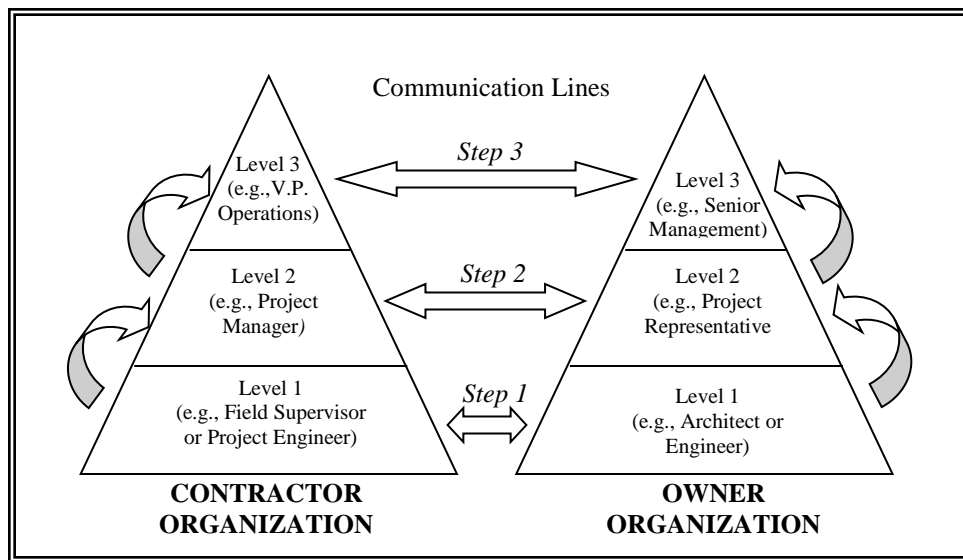 Communication Lines
Step 3
Level 3
(e.g.,V.P.
Operations)
Level 3
(e.g., Senior
Management)
Step 2
Level 2
(e.g., Project
Manager)
Level 2
(e.g., Project
Representative
Step 1
Level 1
(e.g., Field Supervisor
or Project Engineer)
Level 1
(e.g., Architect or
Engineer)
CONTRACTOR
ORGANIZATION
OWNER
ORGANIZATION